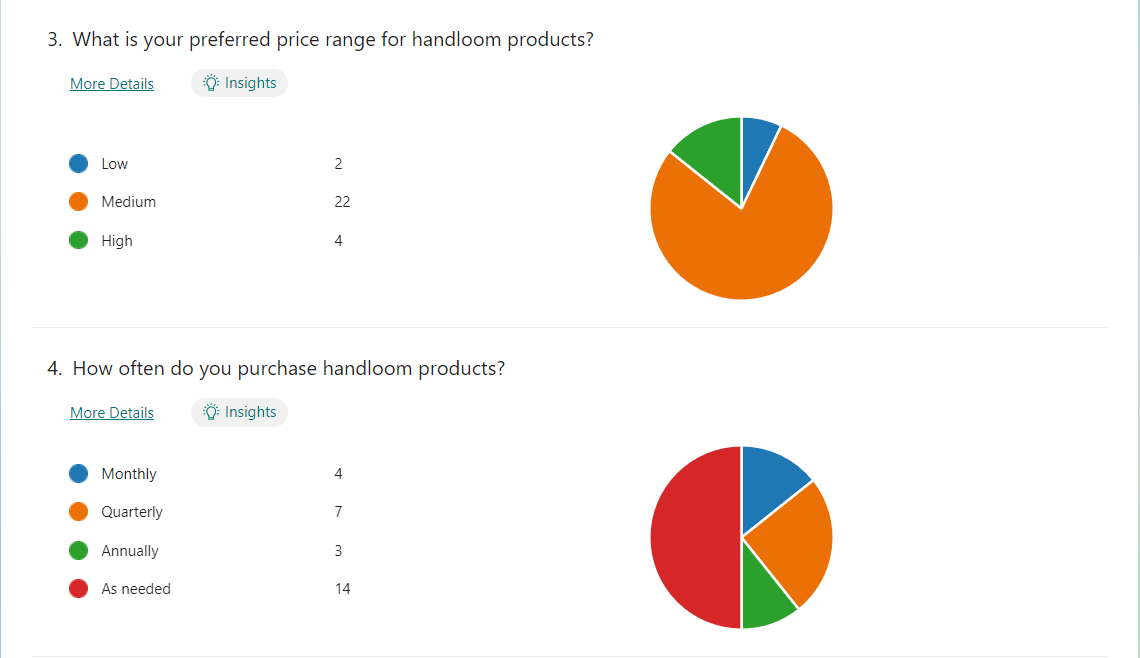 3. What is your preferred price range for handloom products?
More Details Insights
Low 2
Medium 22
High 4
4. How often do you purchase handloom products?
More Details Insights
Monthly 4
Quarterly 7
Annually 3
As needed 14